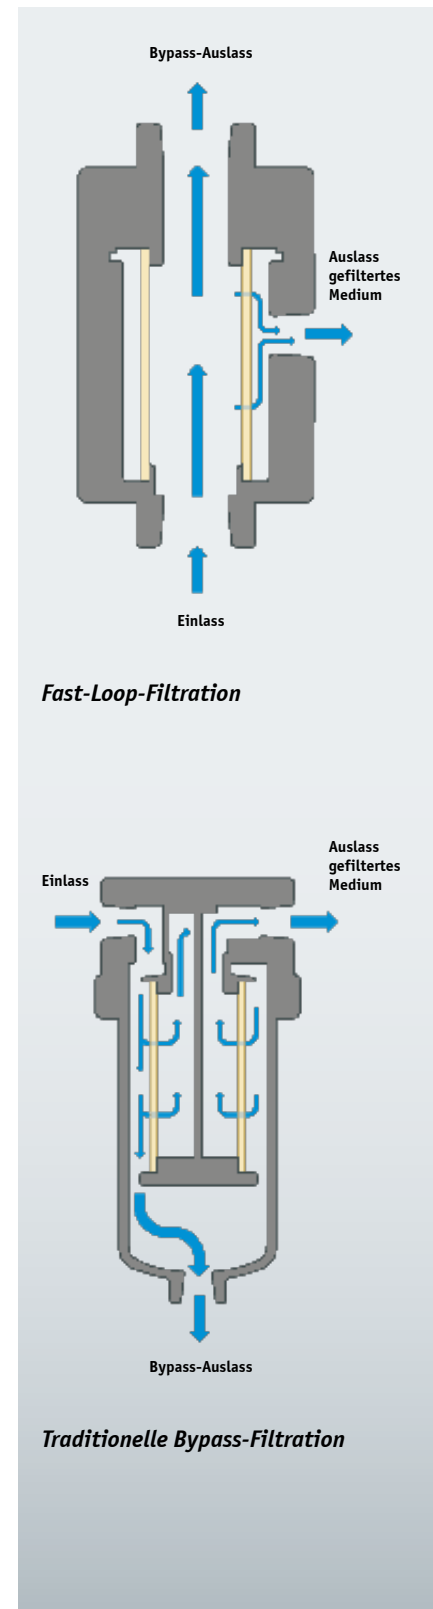 Bypass-Auslass
Auslass
gefiltertes
Medium
Einlass
Fast-Loop-Filtration
Auslass
gefiltertes
Medium
Einlass
Bypass-Auslass
Traditionelle Bypass-Filtration